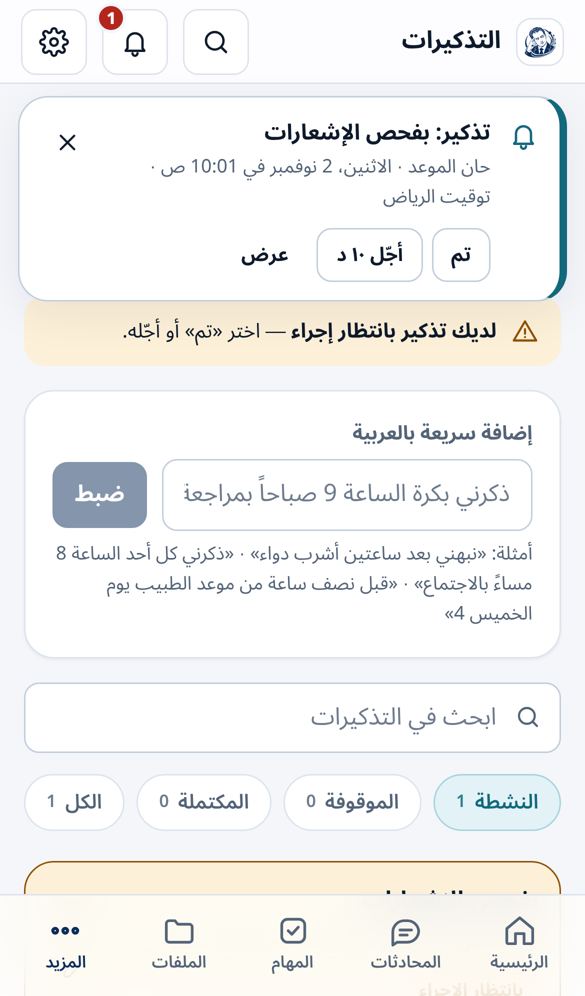 التذكيرات
1
تذكير: بفحص الإشعارات
حان الموعد · الاثنين، 2 نوفمبر في 10:01 ص ·
توقيت الرياض
تم
أجّل ١٠ د
عرض
لديك تذكير بانتظار إجراء — اختر «تم» أو أجّله.
إضافة سريعة بالعربية
ذكرني بكرة الساعة 9 صباحاً بمراجعة
ضبط
أمثلة: «نبهني بعد ساعتين أشرب دواء» · «ذكرني كل أحد الساعة 8
مساءً بالاجتماع» · «قبل نصف ساعة من موعد الطبيب يوم
الخميس 4»
ابحث في التذكيرات
النشطة 1
الموقوفة 0
المكتملة 0
الكل 1
بانتظار الإجراء
الرئيسية
المحادثات
المهام
الملفات
المزيد